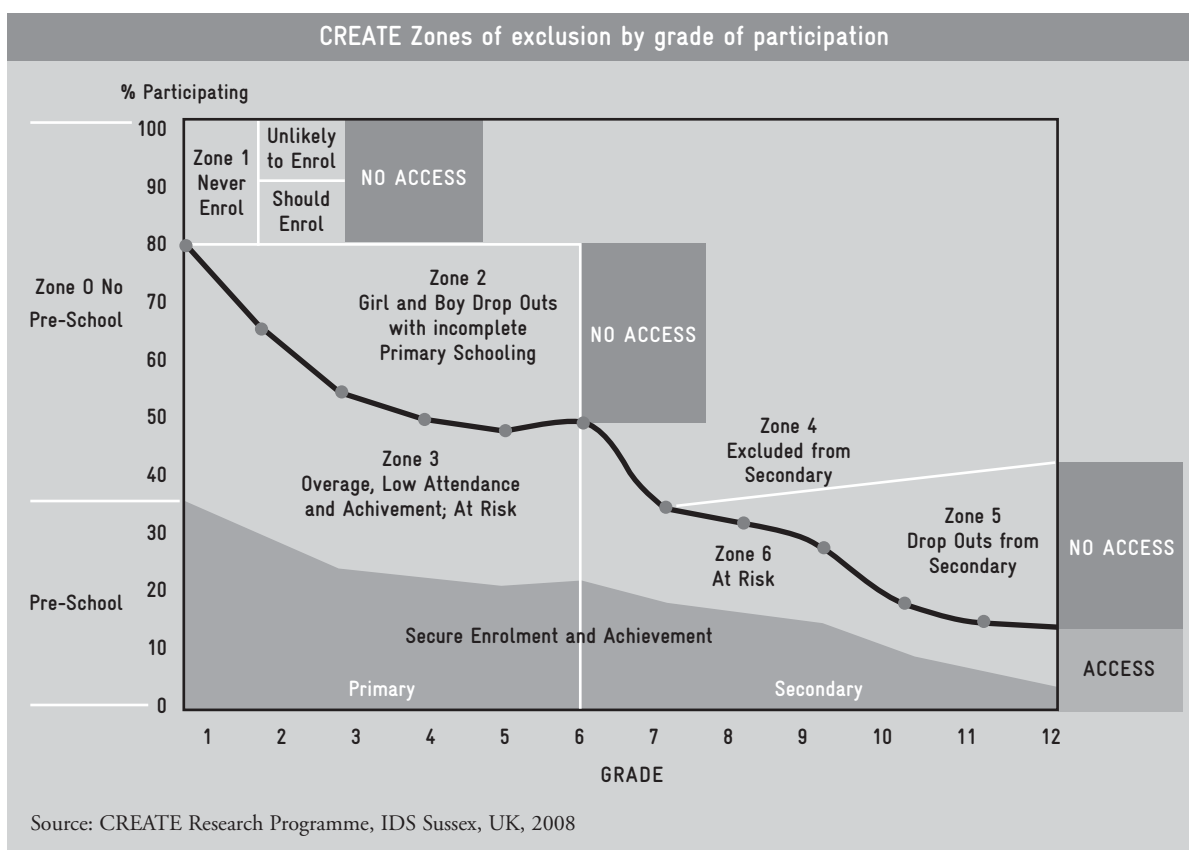 CREATE Zones of exclusion by grade of participation
% Participating
100
90
80
70
60
50
40
30
20
10
0
Zone 0 No
Pre-School
Pre-School
Zone 1
Never
Enrol
Unlikely
to Enrol
Should
Enrol
NO ACCESS
Zone 2
Girl and Boy Drop Outs
with incomplete
Primary Schooling
NO ACCESS
Zone 3
Overage, Low Attendance
and Achivement; At Risk
Zone 4
Excluded from
Secondary
Zone 5
Drop Outs from
Secondary
NO ACCESS
Zone 6
At Risk
Secure Enrolment and Achievement
ACCESS
Primary
Secondary
1 2 3 4 5 6 7 8 9 10 11 12
GRADE
Source: CREATE Research Programme, IDS Sussex, UK, 2008